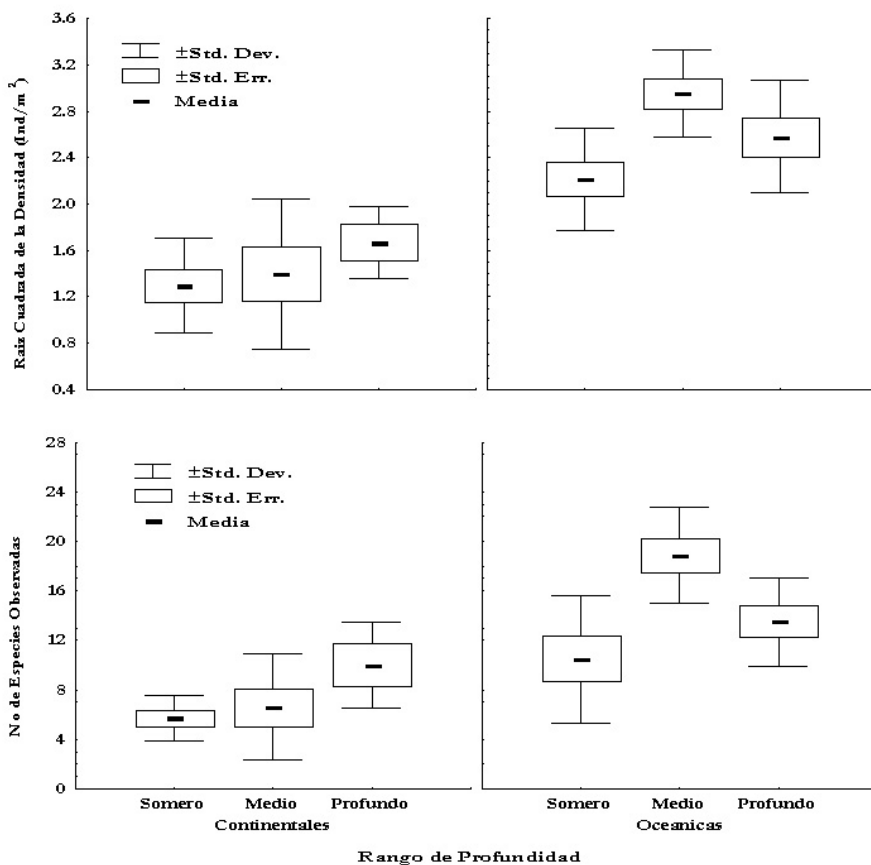 Raiz Cuadrada de la Densidad (Ind/m²)
3.6
3.2
2.8
2.4
2.0
1.6
1.2
0.8
0.4
±Std. Dev.
±Std. Err.
Media
No de Especies Observadas
28
24
20
16
12
8
4
0
±Std. Dev.
±Std. Err.
Media
Somero Medio Profundo
Continentales
Somero Medio Profundo
Oceanicas
Rango de Profundidad